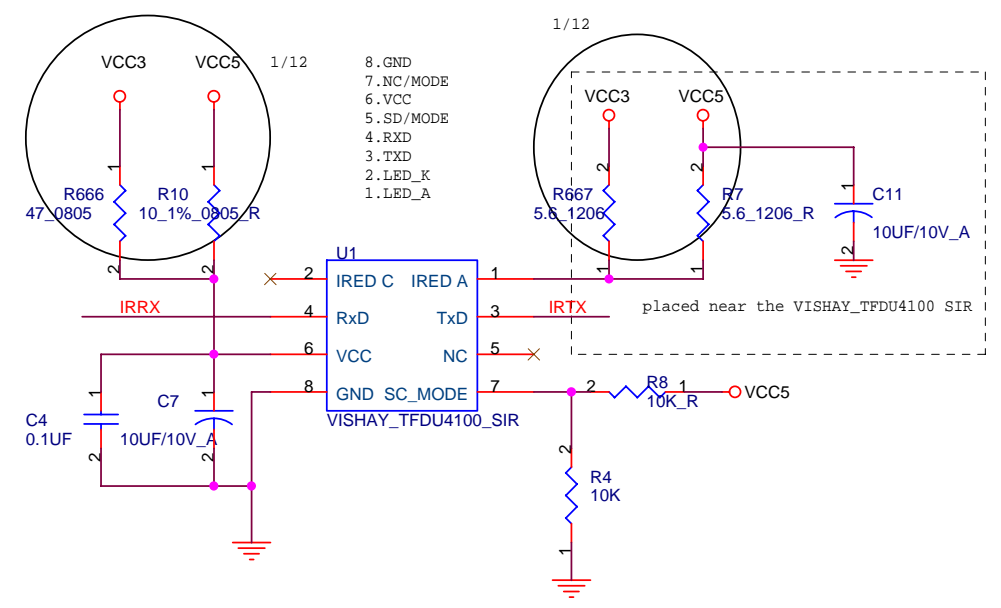 1/12
VCC3
VCC5
1/12
8.GND
7.NC/MODE
6.VCC
5.SD/MODE
4.RXD
3.TXD
2.LED_K
1.LED_A
VCC3
VCC5
1
1
2
2
R666
47_0805
R10
10_1%_0805_R
R667
5.6_1206
R7
5.6_1206_R
1
C11
10UF/10V_A
2
2
2
1
1
U1
2
IRED C
IRED A
1
placed near the VISHAY_TFDU4100 SIR
IRRX
4
RxD
TxD
3
IRTX
6
VCC
NC
5
8
GND
SC_MODE
7
VISHAY_TFDU4100_SIR
2
R8
10K_R
1
VCC5
1
1
C4
0.1UF
C7
10UF/10V_A
2
2
2
R4
10K
1